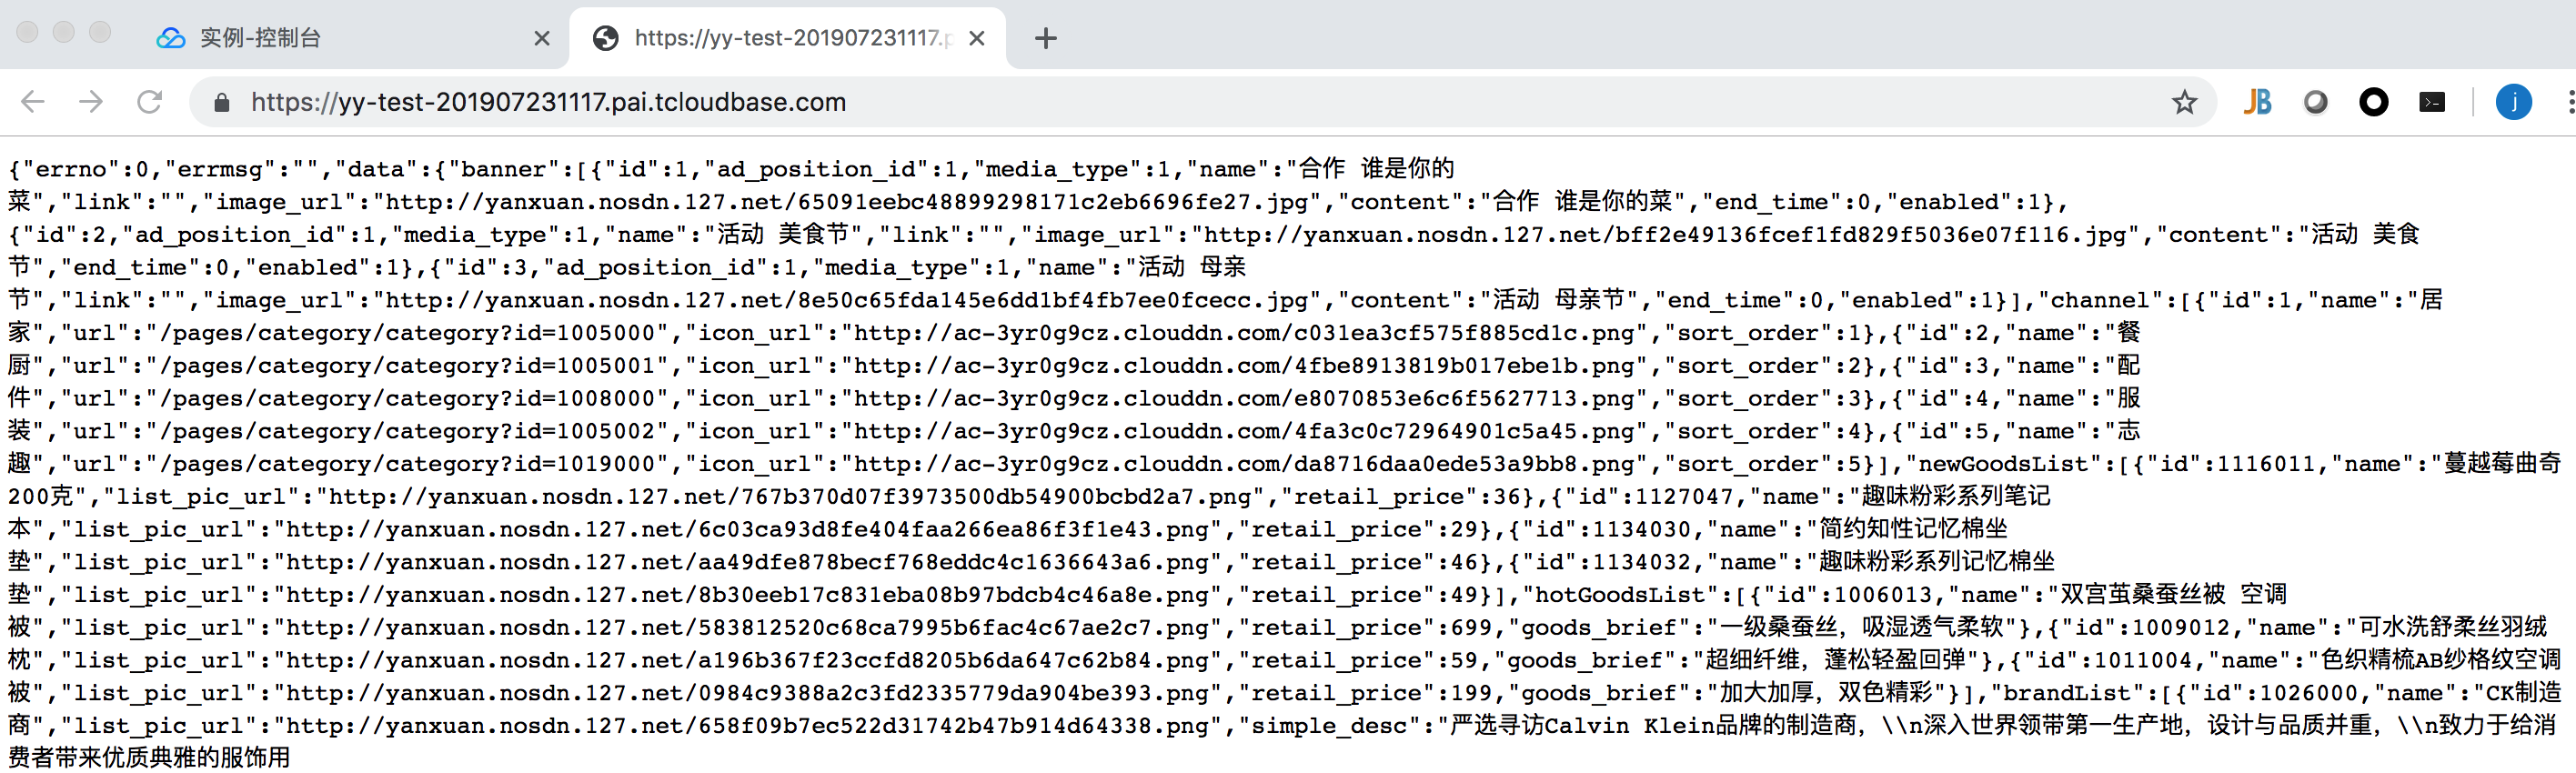 实例-控制台
https://yy-test-201907231117.p
https://yy-test-201907231117.pai.tcloudbase.com
JB
j
{"errno":0,"errmsg":"","data":{"banner":[{"id":1,"ad_position_id":1,"media_type":1,"name":"合作 谁是你的
菜","link":"","image_url":"http://yanxuan.nosdn.127.net/65091eebc48899298171c2eb6696fe27.jpg","content":"合作 谁是你的菜","end_time":0,"enabled":1},
{"id":2,"ad_position_id":1,"media_type":1,"name":"活动 美食节","link":"","image_url":"http://yanxuan.nosdn.127.net/bff2e49136fcef1fd829f5036e07f116.jpg","content":"活动 美食
节","end_time":0,"enabled":1},{"id":3,"ad_position_id":1,"media_type":1,"name":"活动 母亲
节","link":"","image_url":"http://yanxuan.nosdn.127.net/8e50c65fda145e6dd1bf4fb7ee0fcecc.jpg","content":"活动 母亲节","end_time":0,"enabled":1}],"channel":[{"id":1,"name":"居
家","url":"/pages/category/category?id=1005000","icon_url":"http://ac-3yr0g9cz.clouddn.com/c031ea3cf575f885cd1c.png","sort_order":1},{"id":2,"name":"餐
厨","url":"/pages/category/category?id=1005001","icon_url":"http://ac-3yr0g9cz.clouddn.com/4fbe8913819b017ebe1b.png","sort_order":2},{"id":3,"name":"配
件","url":"/pages/category/category?id=1008000","icon_url":"http://ac-3yr0g9cz.clouddn.com/e8070853e6c6f5627713.png","sort_order":3},{"id":4,"name":"服
装","url":"/pages/category/category?id=1005002","icon_url":"http://ac-3yr0g9cz.clouddn.com/4fa3c0c72964901c5a45.png","sort_order":4},{"id":5,"name":"志
趣","url":"/pages/category/category?id=1019000","icon_url":"http://ac-3yr0g9cz.clouddn.com/da8716daa0ede53a9bb8.png","sort_order":5}],"newGoodsList":[{"id":1116011,"name":"蔓越莓曲奇
200克","list_pic_url":"http://yanxuan.nosdn.127.net/767b370d07f3973500db54900bcbd2a7.png","retail_price":36},{"id":1127047,"name":"趣味粉彩系列笔记
本","list_pic_url":"http://yanxuan.nosdn.127.net/6c03ca93d8fe404faa266ea86f3f1e43.png","retail_price":29},{"id":1134030,"name":"简约知性记忆棉坐
垫","list_pic_url":"http://yanxuan.nosdn.127.net/aa49dfe878becf768eddc4c1636643a6.png","retail_price":46},{"id":1134032,"name":"趣味粉彩系列记忆棉坐
垫","list_pic_url":"http://yanxuan.nosdn.127.net/8b30eeb17c831eba08b97bdcb4c46a8e.png","retail_price":49}],"hotGoodsList":[{"id":1006013,"name":"双宫茧桑蚕丝被 空调
被","list_pic_url":"http://yanxuan.nosdn.127.net/583812520c68ca7995b6fac4c67ae2c7.png","retail_price":699,"goods_brief":"一级桑蚕丝，吸湿透气柔软"},{"id":1009012,"name":"可水洗舒柔丝羽绒
枕","list_pic_url":"http://yanxuan.nosdn.127.net/a196b367f23ccfd8205b6da647c62b84.png","retail_price":59,"goods_brief":"超细纤维，蓬松轻盈回弹"},{"id":1011004,"name":"色织精梳AB纱格纹空调
被","list_pic_url":"http://yanxuan.nosdn.127.net/0984c9388a2c3fd2335779da904be393.png","retail_price":199,"goods_brief":"加大加厚，双色精彩"}],"brandList":[{"id":1026000,"name":"CK制造
商","list_pic_url":"http://yanxuan.nosdn.127.net/658f09b7ec522d31742b47b914d64338.png","simple_desc":"严选寻访Calvin Klein品牌的制造商，\\n深入世界领带第一生产地，设计与品质并重，\\n致力于给消
费者带来优质典雅的服饰用